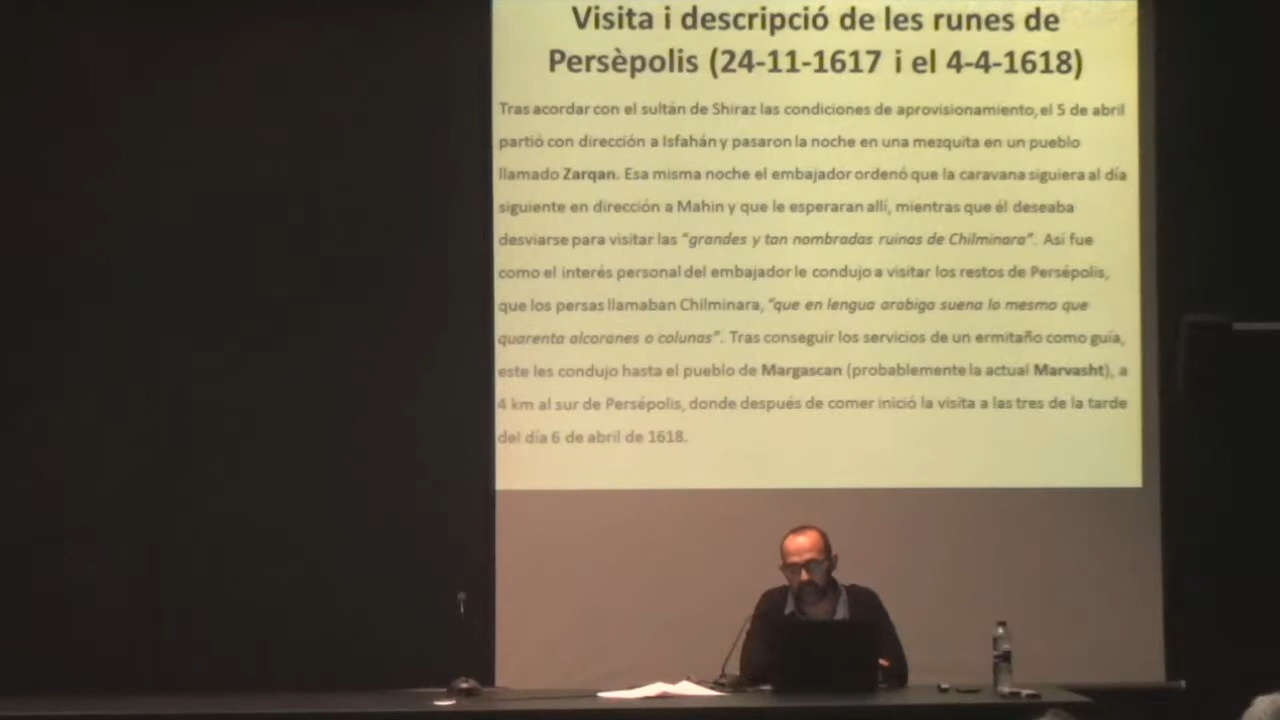 Visita i descripció de les runes de
Persèpolis (24-11-1617 i el 4-4-1618)
Tras acordar con el sultán de Shiraz las condiciones de aprovisionamiento, el 5 de abril
partió con dirección a Isfahán y pasaron la noche en una mezquita en un pueblo
llamado Zarqan. Esa misma noche el embajador ordenó que la caravana siguiera al día
siguiente en dirección a Mahin y que le esperaran allí, mientras que él deseaba
desviarse para visitar las "grandes y tan nombradas ruinas de Chilminara". Así fue
como el interés personal del embajador le condujo a visitar los restos de Persépolis,
que los persas llamaban Chilminara, "que en lengua arabiga suena lo mesmo que
quarenta alcoranes o colunas". Tras conseguir los servicios de un ermitaño como guía,
este les condujo hasta el pueblo de Margascan (probablemente la actual Marvasht), a
4 km al sur de Persépolis, donde después de comer inició la visita a las tres de la tarde
del día 6 de abril de 1618.